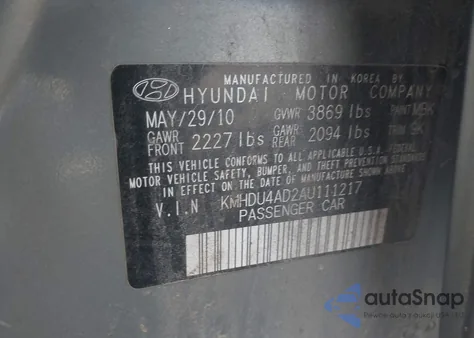 MANUFACTURED IN KOREA BY
HYUNDAI MOTOR COMPANY
MAY/29/10 GVWR 3869 lbs PAINT
GAWR FRONT 2227 lbs GAWR REAR 2094 lbs TRIM
THIS VEHICLE CONFORMS TO ALL APPLICABLE U.S.A. FEDERAL
MOTOR VEHICLE SAFETY, BUMPER, AND THEFT PREVENTION STANDARDS
IN EFFECT ON THE DATE OF MANUFACTURE SHOWN ABOVE.
V.I.N KMHDU4AD2AU111217
PASSENGER CAR
autoSnap